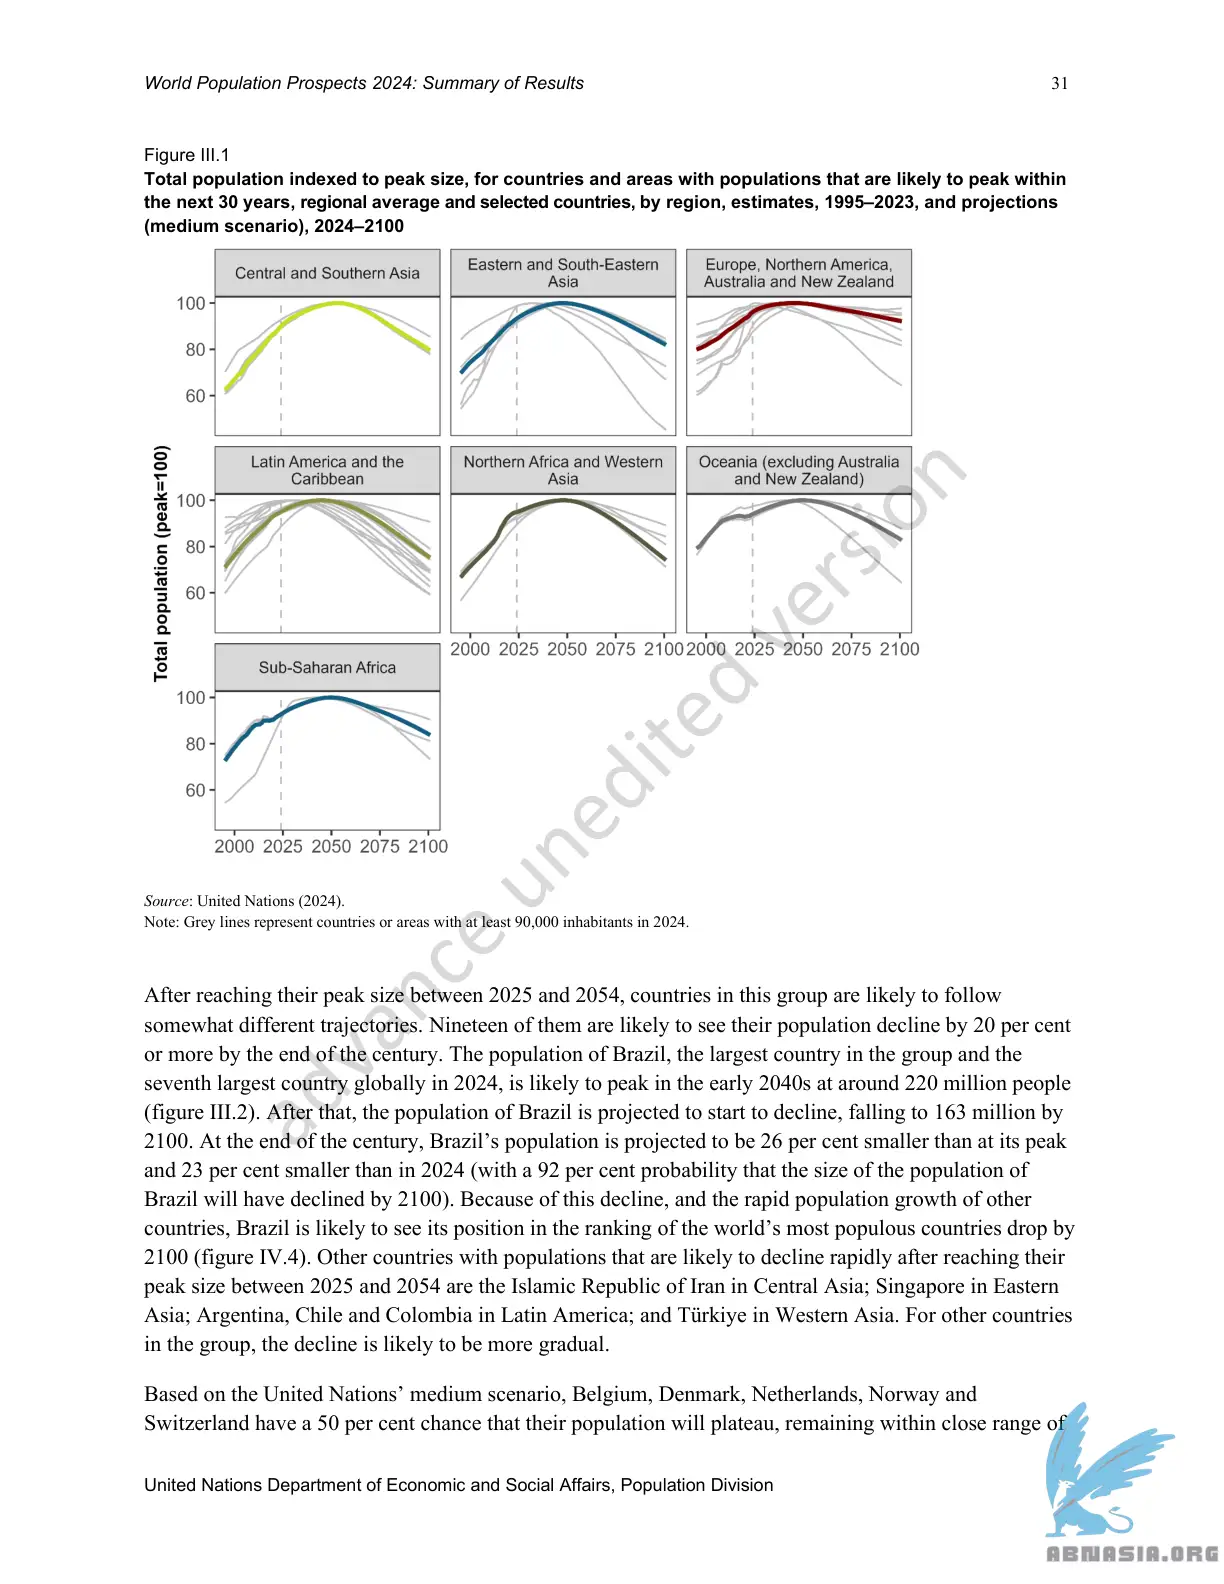 World Population Prospects 2024: Summary of Results 31
Figure III.1
Total population indexed to peak size, for countries and areas with populations that are likely to peak within
the next 30 years, regional average and selected countries, by region, estimates, 1995–2023, and projections
(medium scenario), 2024–2100
Central and Southern Asia
Eastern and South-Eastern
Asia
Europe, Northern America,
Australia and New Zealand
100
80
60
Latin America and the
Caribbean
Northern Africa and Western
Asia
Oceania (excluding Australia
and New Zealand)
100
80
60
2000 2025 2050 2075 2100
2000 2025 2050 2075 2100
Sub-Saharan Africa
100
80
60
2000 2025 2050 2075 2100
Total population (peak=100)
Source: United Nations (2024).
Note: Grey lines represent countries or areas with at least 90,000 inhabitants in 2024.
After reaching their peak size between 2025 and 2054, countries in this group are likely to follow
somewhat different trajectories. Nineteen of them are likely to see their population decline by 20 per cent
or more by the end of the century. The population of Brazil, the largest country in the group and the
seventh largest country globally in 2024, is likely to peak in the early 2040s at around 220 million people
(figure III.2). After that, the population of Brazil is projected to start to decline, falling to 163 million by
2100. At the end of the century, Brazil’s population is projected to be 26 per cent smaller than at its peak
and 23 per cent smaller than in 2024 (with a 92 per cent probability that the size of the population of
Brazil will have declined by 2100). Because of this decline, and the rapid population growth of other
countries, Brazil is likely to see its position in the ranking of the world’s most populous countries drop by
2100 (figure IV.4). Other countries with populations that are likely to decline rapidly after reaching their
peak size between 2025 and 2054 are the Islamic Republic of Iran in Central Asia; Singapore in Eastern
Asia; Argentina, Chile and Colombia in Latin America; and Türkiye in Western Asia. For other countries
in the group, the decline is likely to be more gradual.
Based on the United Nations’ medium scenario, Belgium, Denmark, Netherlands, Norway and
Switzerland have a 50 per cent chance that their population will plateau, remaining within close range of
United Nations Department of Economic and Social Affairs, Population Division
advance unedited version
ABNASIA.ORG